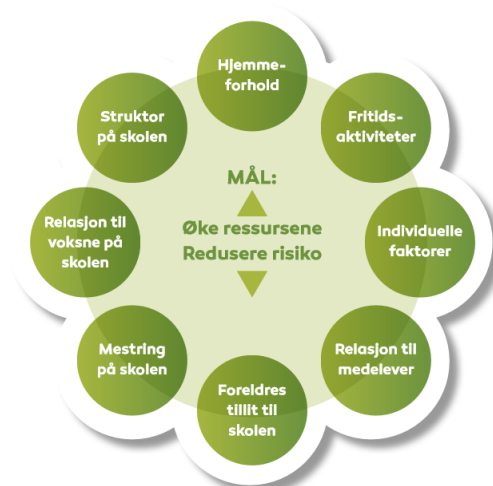 Hjemme-
forhold
Fritids-
aktiviteter
Individuelle
faktorer
Relasjon til
medelever
Foreldres
tillit til
skolen
Mestring
på skolen
Relasjon til
voksne på
skolen
Struktor
på skolen
MÅL:
Øke ressursene
Redusere risiko